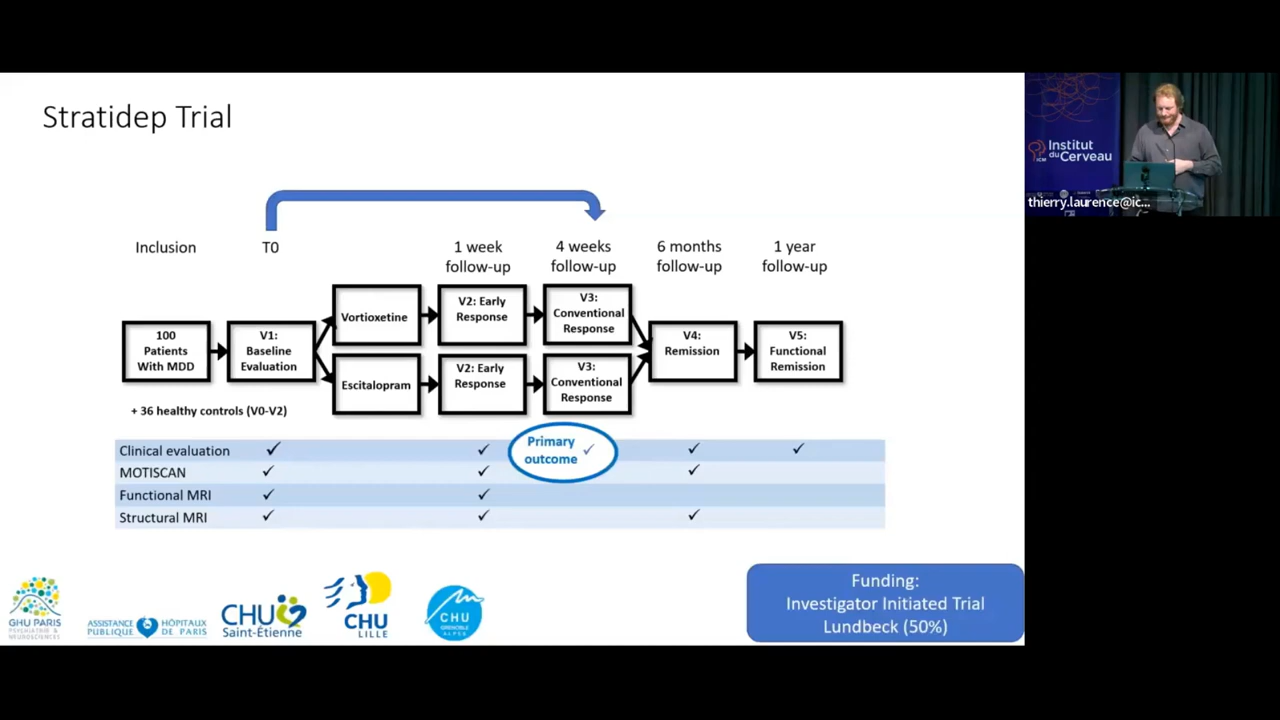 Stratidep Trial
Inclusion
T0
1 week
follow-up
4 weeks
follow-up
6 months
follow-up
1 year
follow-up
100
Patients
With MDD
V1:
Baseline
Evaluation
Vortioxetine
V2: Early
Response
V3:
Conventional
Response
Escitalopram
V2: Early
Response
V3:
Conventional
Response
V4:
Remission
V5:
Functional
Remission
+ 36 healthy controls (V0-V2)
Clinical evaluation
Primary
outcome
MOTISCAN
Functional MRI
Structural MRI
GHU PARIS
PSYCHIATRIE &
NEUROSCIENCES
ASSISTANCE
PUBLIQUE
HÔPITAUX
DE PARIS
CHU
Saint-Étienne
CHU
LILLE
CHU
GRENOBLE
ALPES
Funding:
Investigator Initiated Trial
Lundbeck (50%)
Institut
du Cerveau
ICM
thierry.laurence@ic...